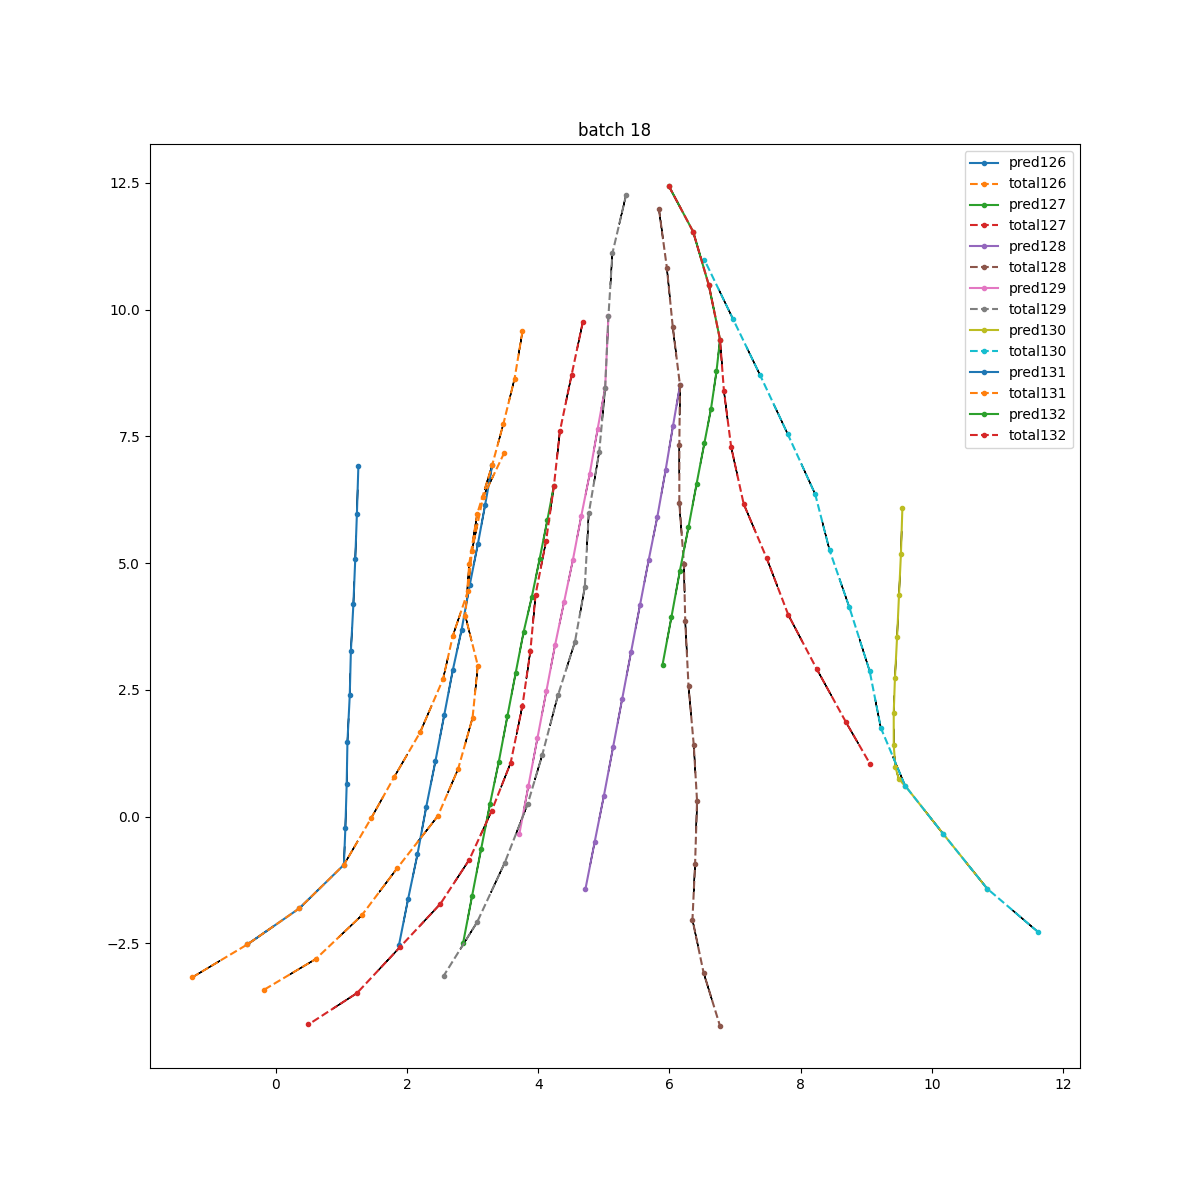 batch 18
12.5
10.0
7.5
5.0
2.5
0.0
−2.5
0
2
4
6
8
10
12
pred126
total126
pred127
total127
pred128
total128
pred129
total129
pred130
total130
pred131
total131
pred132
total132